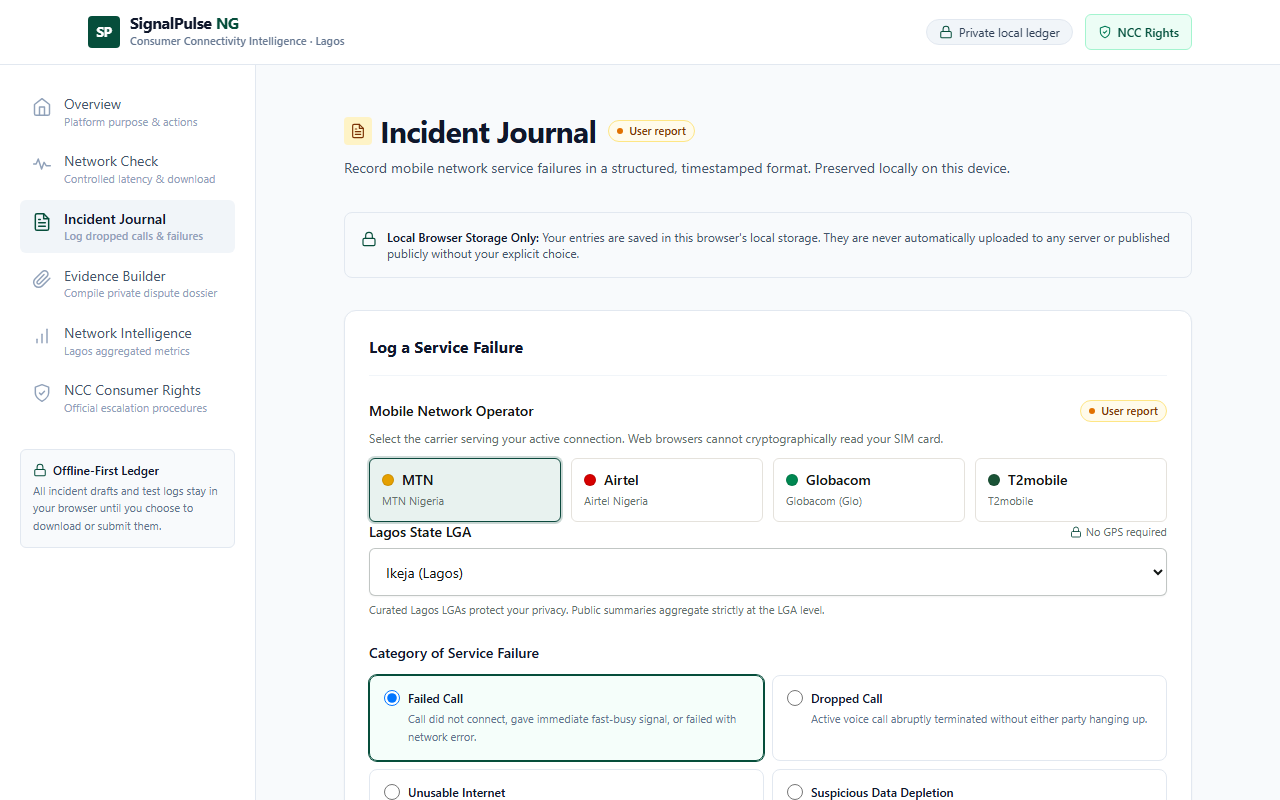 SP
SignalPulse NG
Consumer Connectivity Intelligence · Lagos
Private local ledger
NCC Rights
Overview
Platform purpose & actions
Network Check
Controlled latency & download
Incident Journal
Log dropped calls & failures
Evidence Builder
Compile private dispute dossier
Network Intelligence
Lagos aggregated metrics
NCC Consumer Rights
Official escalation procedures
Offline-First Ledger
All incident drafts and test logs stay in
your browser until you choose to
download or submit them.
Incident Journal
User report
Record mobile network service failures in a structured, timestamped format. Preserved locally on this device.
Local Browser Storage Only: Your entries are saved in this browser's local storage. They are never automatically uploaded to any server or published
publicly without your explicit choice.
Log a Service Failure
Mobile Network Operator
User report
Select the carrier serving your active connection. Web browsers cannot cryptographically read your SIM card.
MTN
MTN Nigeria
Airtel
Airtel Nigeria
Globacom
Globacom (Glo)
T2mobile
T2mobile
Lagos State LGA
No GPS required
Ikeja (Lagos)
Curated Lagos LGAs protect your privacy. Public summaries aggregate strictly at the LGA level.
Category of Service Failure
Failed Call
Call did not connect, gave immediate fast-busy signal, or failed with
network error.
Dropped Call
Active voice call abruptly terminated without either party hanging up.
Unusable Internet
Suspicious Data Depletion